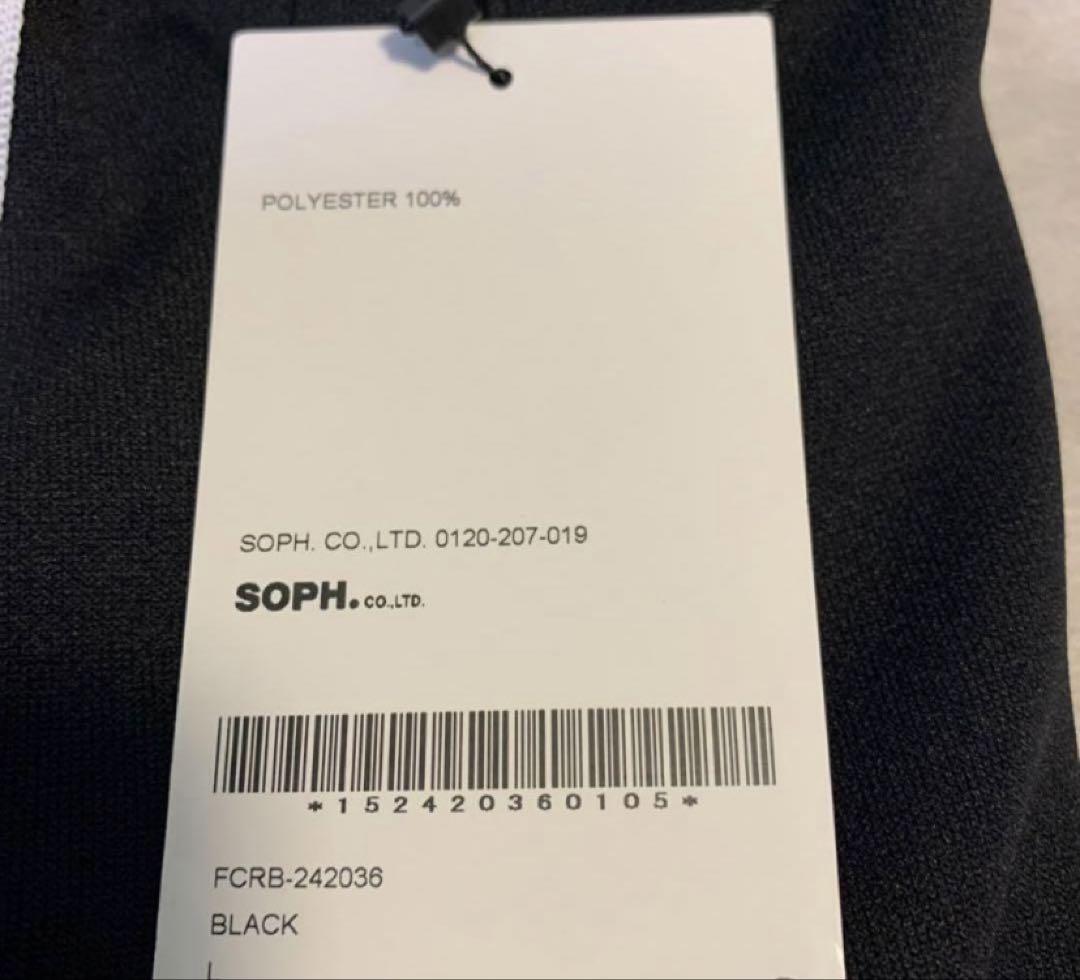 POLYESTER 100%
SOPH. CO.,LTD. 0120-207-019
SOPH. CO.,LTD.
*152420360105*
FCRB-242036
BLACK